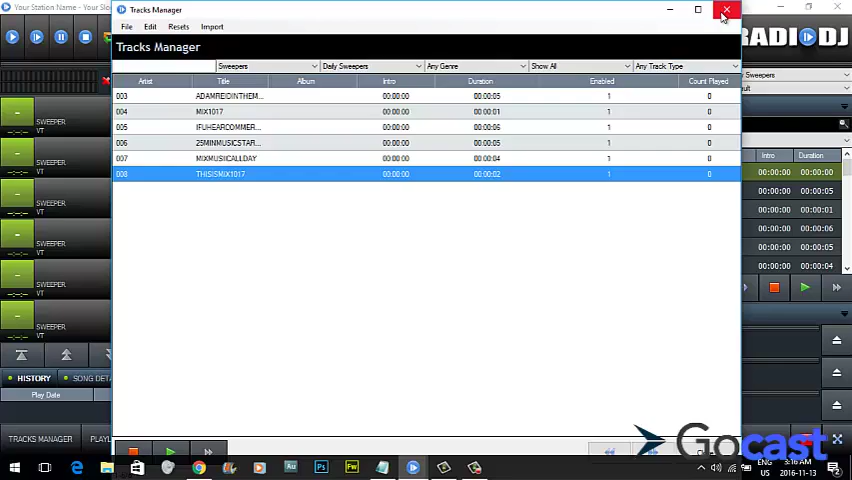 Your Station Name - Your Slo
Tracks Manager
File Edit Resets Import
Tracks Manager
Sweepers Daily Sweepers Any Genre Show All Any Track Type
Artist Title Album Intro Duration Enabled Count Played
003 ADAMREIDINTHEM... 00:00:00 00:00:05 1 0
004 MIX1017 00:00:00 00:00:01 1 0
005 IFUHEARCOMMER... 00:00:00 00:00:06 1 0
006 25MINMUSICSTAR... 00:00:00 00:00:05 1 0
007 MIXMUSICALLDAY 00:00:00 00:00:04 1 0
008 THISISMIX1017 00:00:00 00:00:02 1 0
RADIODJ
Sweepers
Intro Duration
00:00:00 00:00:00
00:00:00 00:00:05
00:00:00 00:00:01
00:00:00 00:00:06
00:00:00 00:00:05
00:00:00 00:00:04
SWEEPER
-:--:- VT
SWEEPER
-:--:- VT
SWEEPER
-:--:- VT
SWEEPER
-:--:- VT
SWEEPER
-:--:- VT
SWEEPER
-:--:- VT
HISTORY SONG DETA
Play Date
TRACKS MANAGER PLAYL
Gocast
Au Ps Fw
ENG 3:16 AM
US 2016-11-13
2